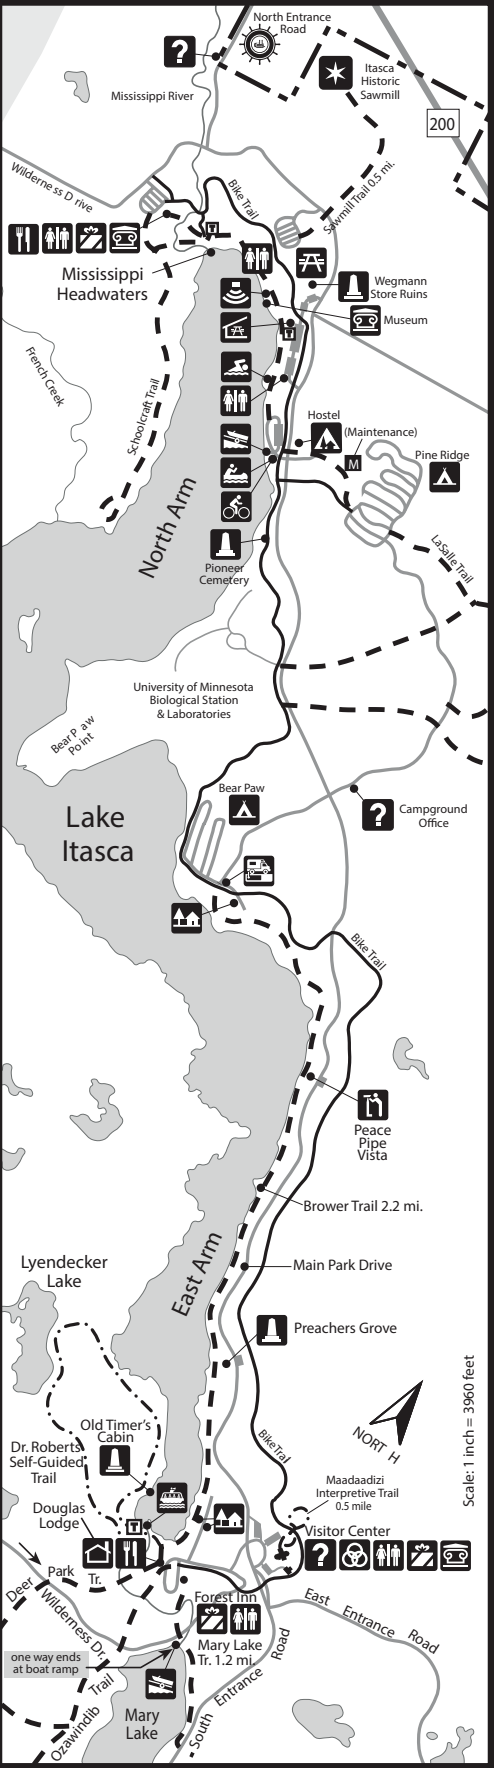 North Entrance
Road
?
Itasca
Historic
Sawmill
Mississippi River
200
Wilderness D rive
Bike Trail
Sawmill Trail 0.5 mi.
T
Mississippi
Headwaters
Wegmann
Store Ruins
Museum
T
French Creek
Schoolcraft Trail
Hostel
(Maintenance)
M
Pine Ridge
North Arm
LaSalle Trail
Pioneer
Cemetery
University of Minnesota
Biological Station
& Laboratories
Bear P aw
Po int
Bear Paw
Lake
Itasca
?
Campground
Office
Bike Trail
Peace
Pipe
Vista
Brower Trail 2.2 mi.
East Arm
Main Park Drive
Lyendecker
Lake
Preachers Grove
Scale: 1 inch = 3960 feet
NORT H
Old Timer's
Cabin
Dr. Roberts
Self-Guided
Trail
BikeTral
Maadaadizi
Interpretive Trail
0.5 mile
Douglas
Lodge
T
Visitor Center
?
Deer Park Tr.
Wilderness Dr.
Forest Inn
East Entrance Road
Mary Lake
Tr. 1.2 mi.
one way ends
at boat ramp
Ozawindib Trail
Mary
Lake
South Entrance Road